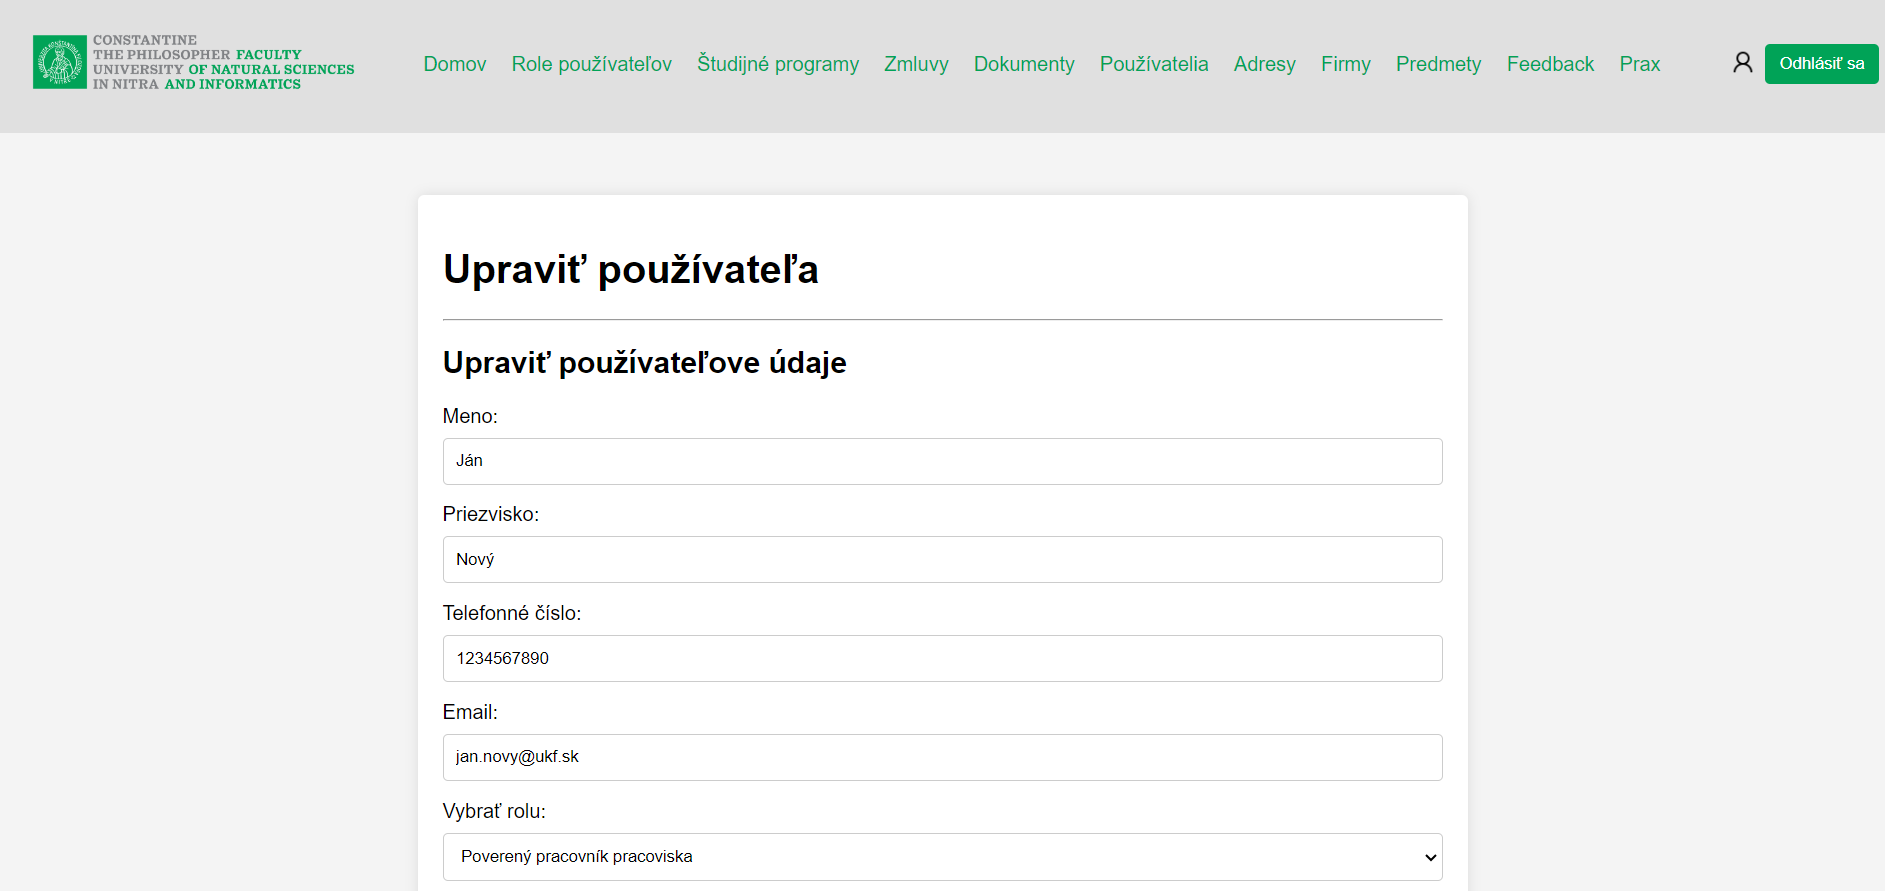 CONSTANTINE
THE PHILOSOPHER FACULTY
UNIVERSITY OF NATURAL SCIENCES
IN NITRA AND INFORMATICS
Domov Role používateľov Študijné programy Zmluvy Dokumenty Používatelia Adresy Firmy Predmety Feedback Prax Odhlásiť sa
Upraviť používateľa
Upraviť používateľove údaje
Meno:
Ján
Priezvisko:
Nový
Telefonné číslo:
1234567890
Email:
jan.novy@ukf.sk
Vybrať rolu:
Poverený pracovník pracoviska